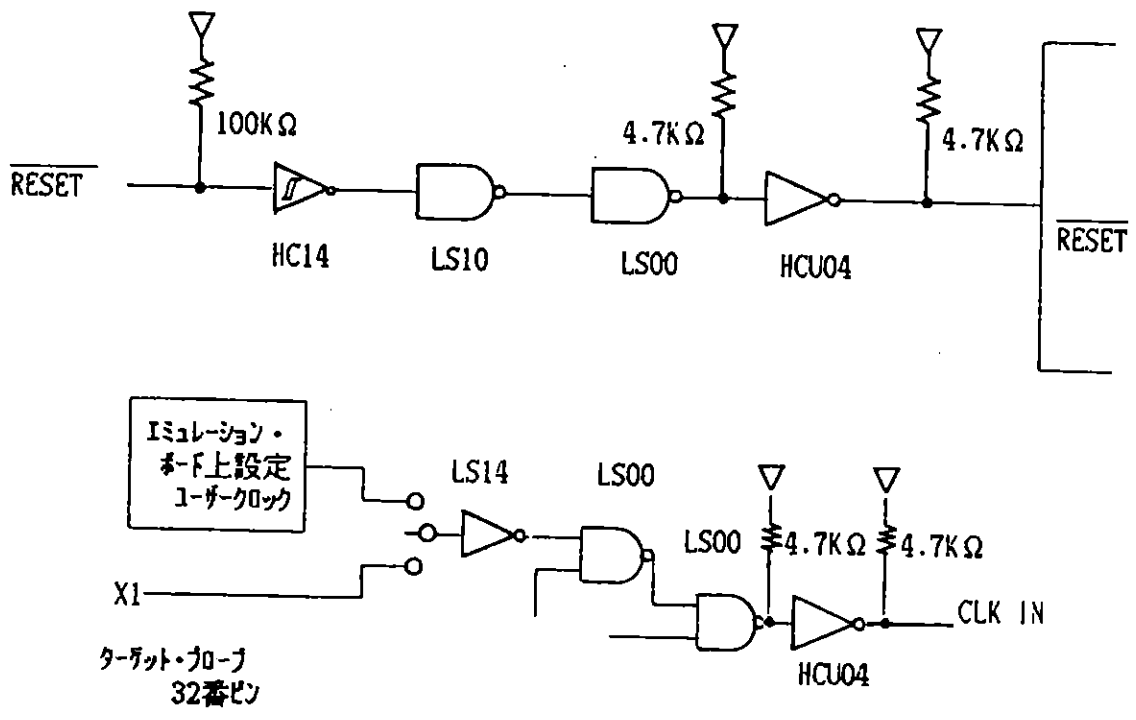 100KΩ
4.7KΩ
4.7KΩ
RESET
HC14
LS10
LS00
HCU04
RESET
エミュレーション・
ボード上設定
ユーザークロック
LS14
LS00
LS00
4.7KΩ
4.7KΩ
X1
CLK IN
HCU04
ターゲット・プローブ
32番ピン